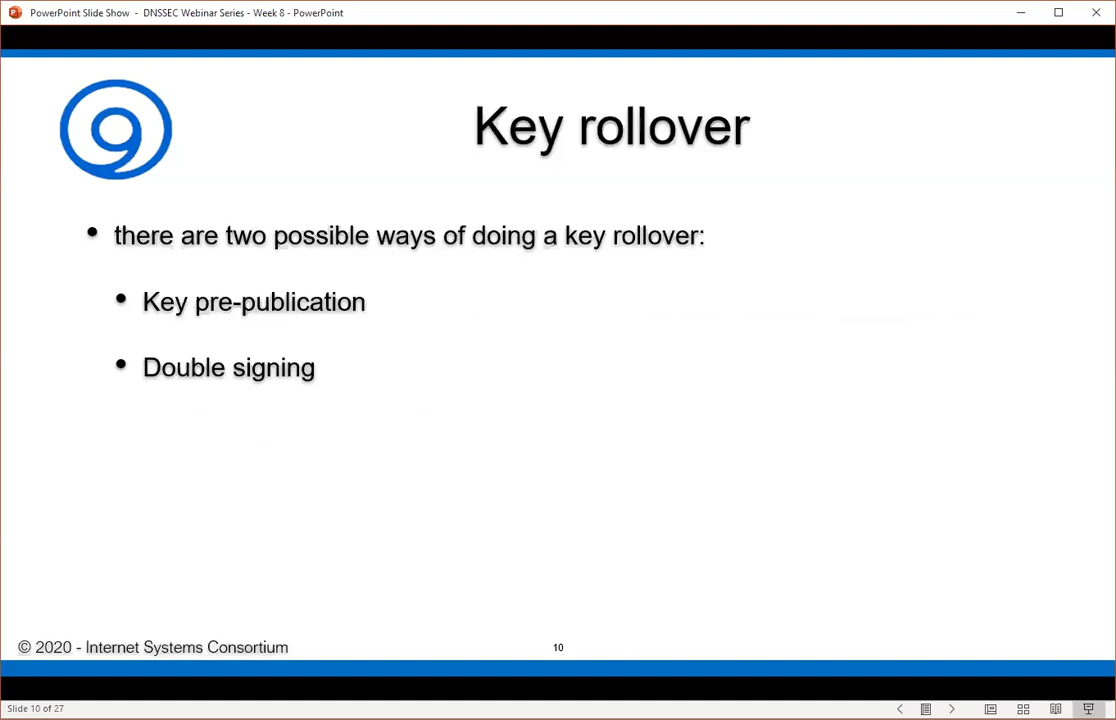 PowerPoint Slide Show - DNSSEC Webinar Series - Week 8 - PowerPoint
Key rollover
• there are two possible ways of doing a key rollover:
• Key pre-publication
• Double signing
© 2020 - Internet Systems Consortium
10
Slide 10 of 27